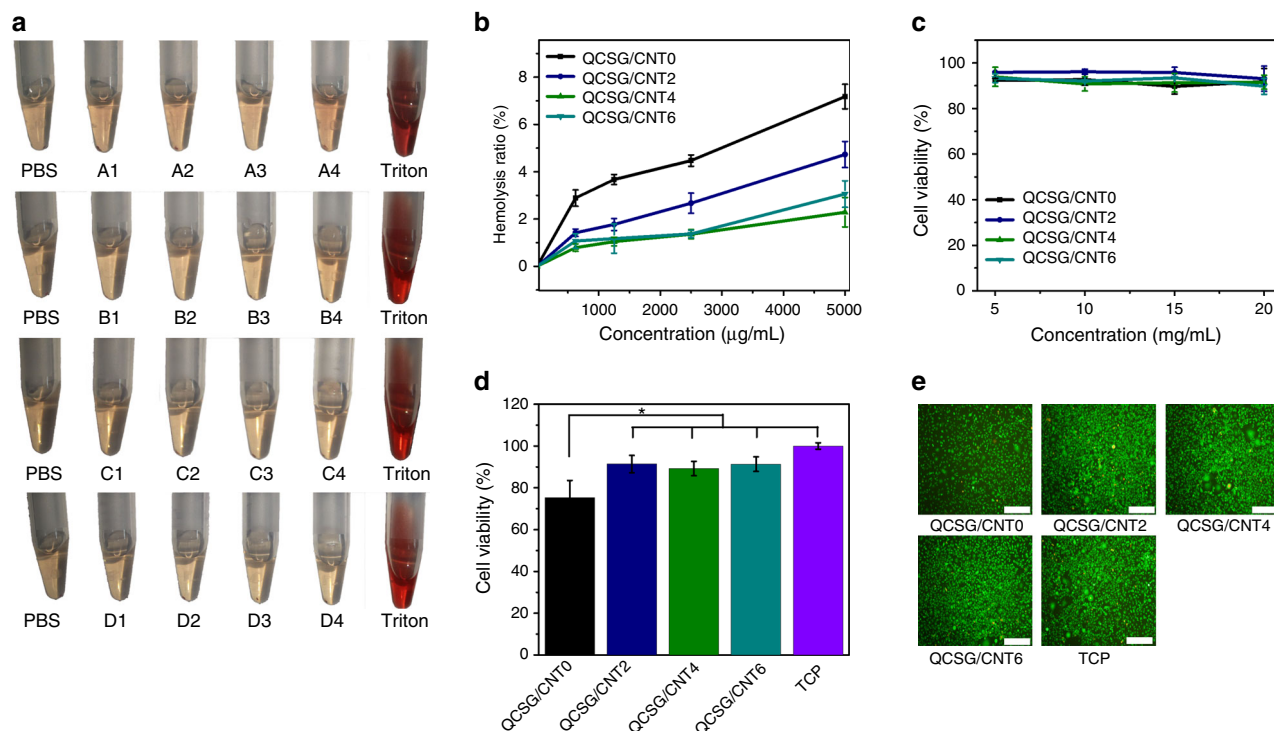 a
PBS A1 A2 A3 A4 Triton
PBS B1 B2 B3 B4 Triton
PBS C1 C2 C3 C4 Triton
PBS D1 D2 D3 D4 Triton
b
QCSG/CNT0
QCSG/CNT2
QCSG/CNT4
QCSG/CNT6
Hemolysis ratio (%)
8
6
4
2
0
1000 2000 3000 4000 5000
Concentration (μg/mL)
c
Cell viability (%)
100
80
60
40
20
0
QCSG/CNT0
QCSG/CNT2
QCSG/CNT4
QCSG/CNT6
5 10 15 20
Concentration (mg/mL)
d
Cell viability (%)
120
100
80
60
40
20
0
*
QCSG/CNT0 QCSG/CNT2 QCSG/CNT4 QCSG/CNT6 TCP
e
QCSG/CNT0 QCSG/CNT2 QCSG/CNT4
QCSG/CNT6 TCP